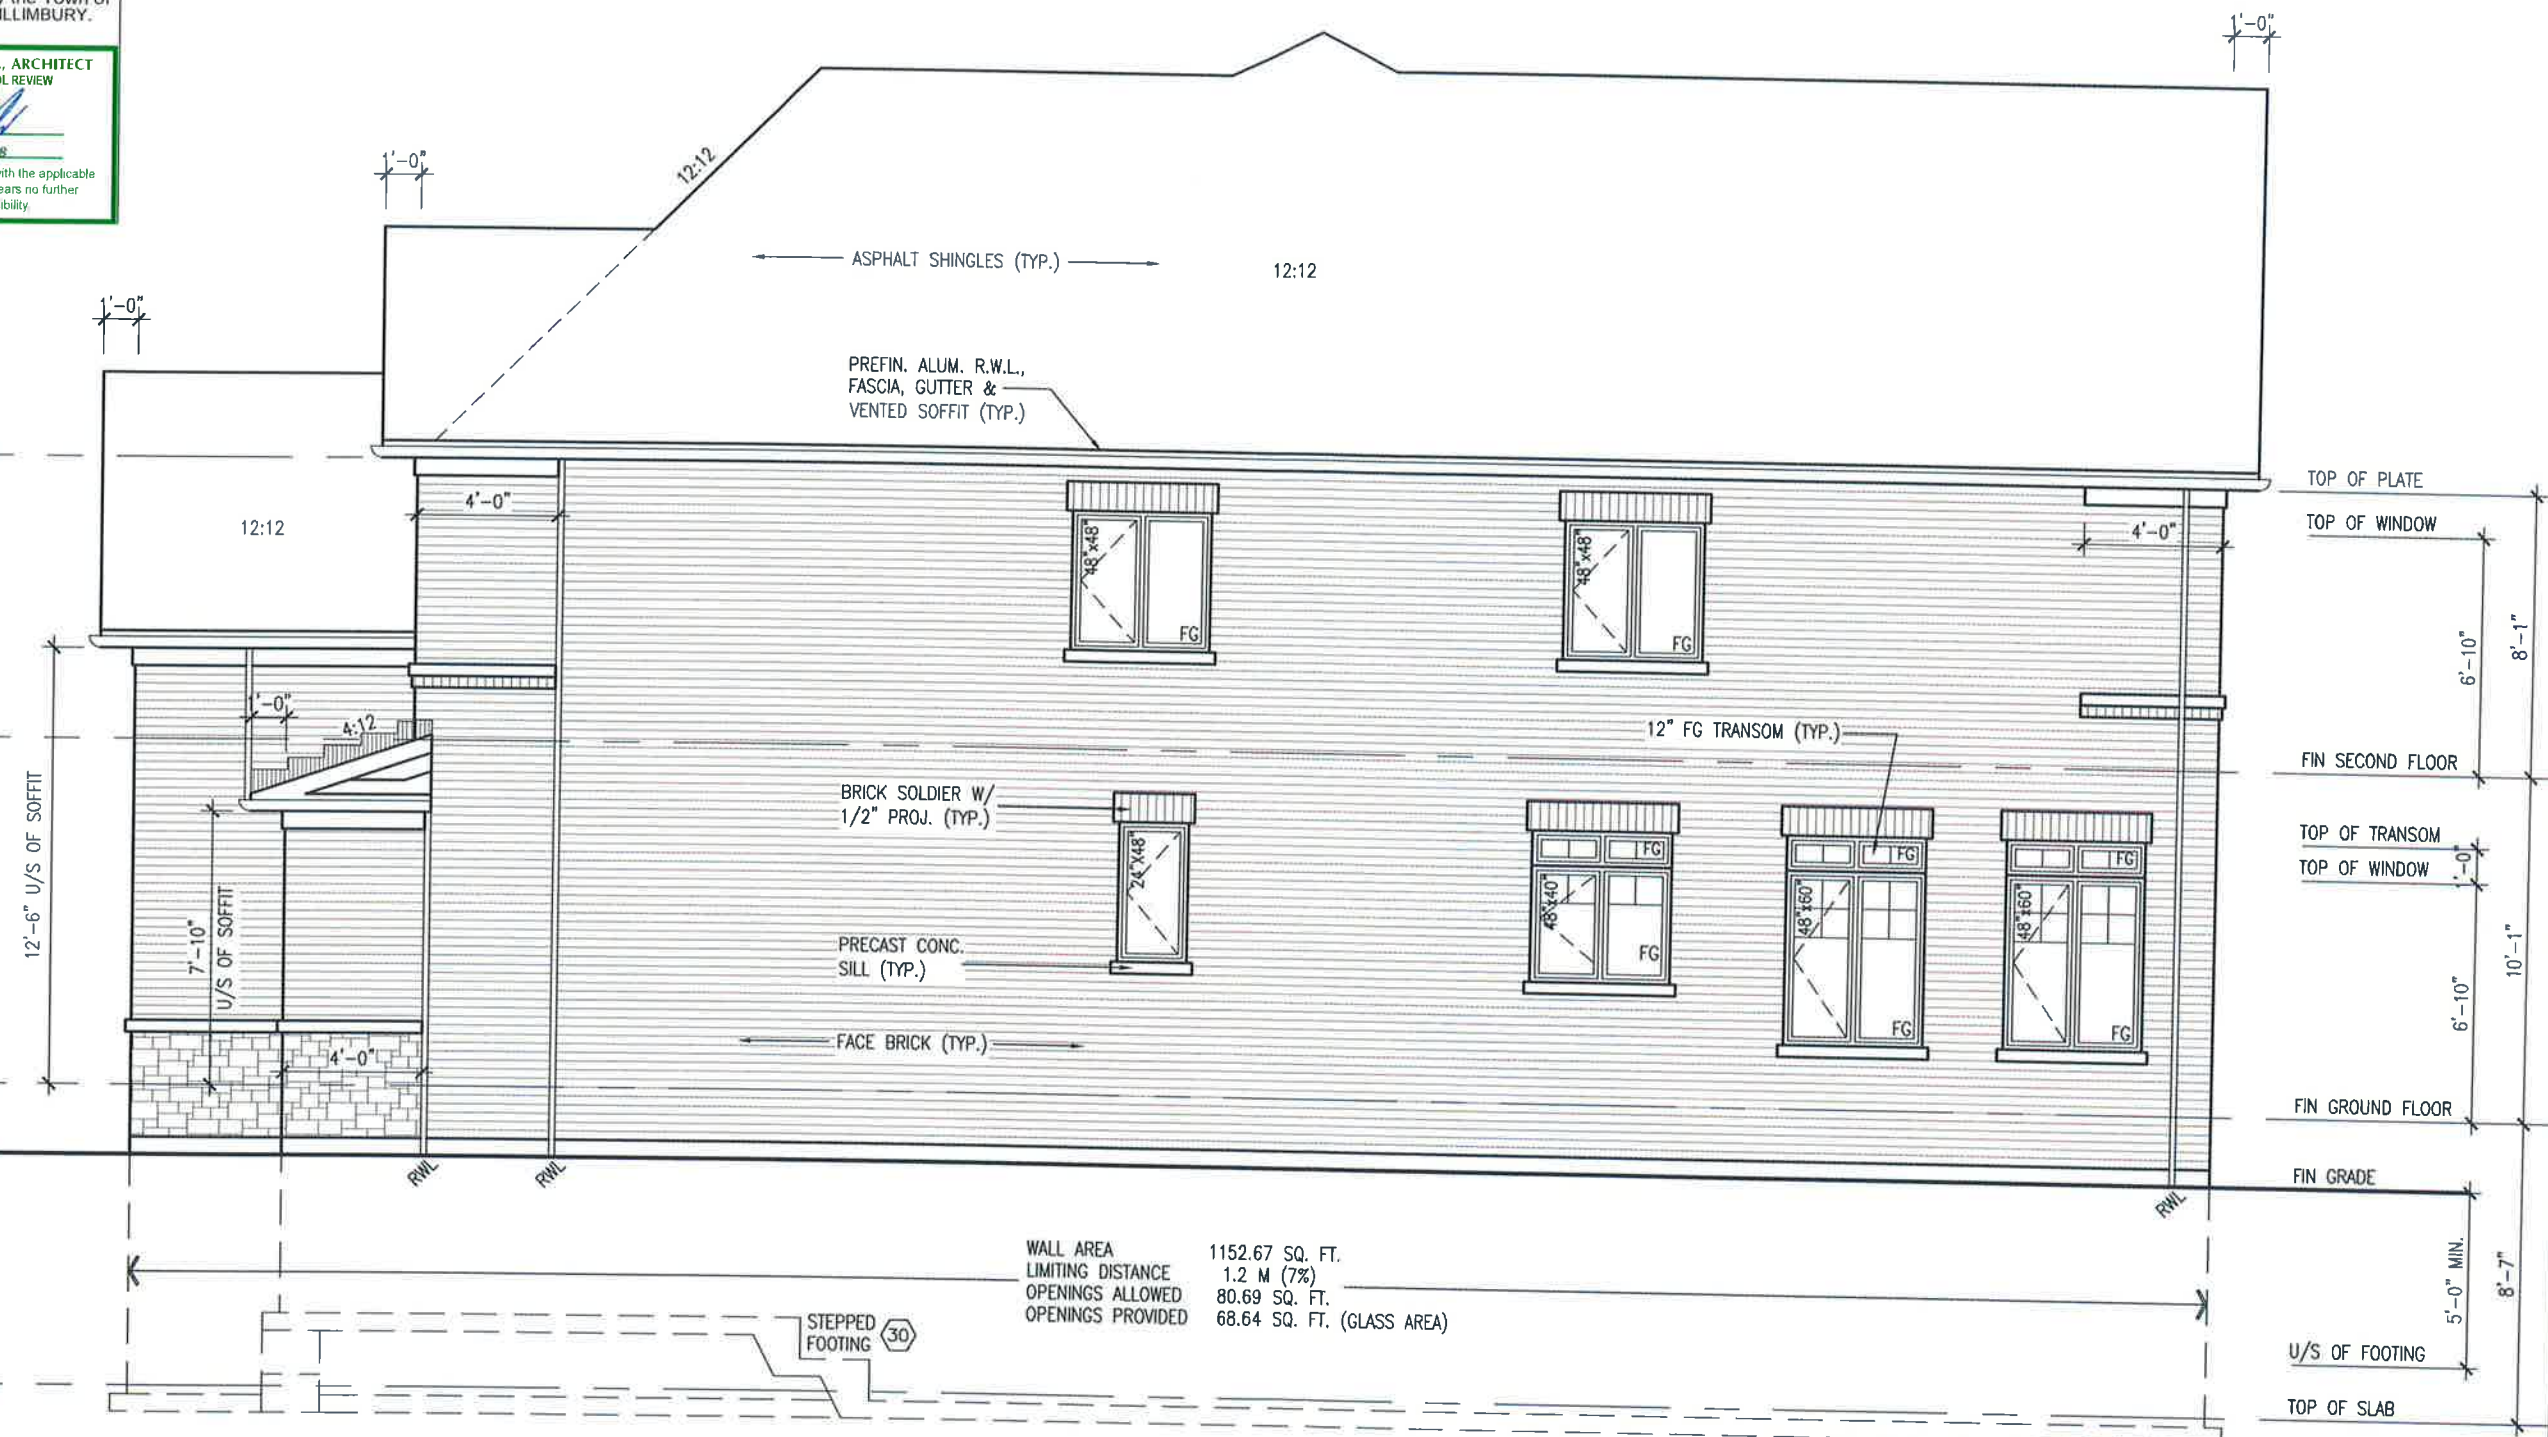 the Town of
ILLIMBURY.
ARCHITECT
OL REVIEW
8
ith the applicable
ears no further
ibility.
1'-0"
1'-0"
1'-0"
12:12
ASPHALT SHINGLES (TYP.)
12:12
PREFIN. ALUM. R.W.L.,
FASCIA, GUTTER &
VENTED SOFFIT (TYP.)
12:12
4'-0"
4'-0"
TOP OF PLATE
TOP OF WINDOW
48"x48"
FG
48"x48"
FG
6'-10"
8'-1"
1'-0"
4:12
12" FG TRANSOM (TYP.)
FIN SECOND FLOOR
12'-6" U/S OF SOFFIT
7'-10"
U/S OF SOFFIT
BRICK SOLDIER W/
1/2" PROJ. (TYP.)
24"X48"
FG
48"x40"
FG
FG
48"x60"
FG
FG
48"x60"
FG
TOP OF TRANSOM
TOP OF WINDOW
1'-0"
6'-10"
10'-1"
PRECAST CONC.
SILL (TYP.)
FACE BRICK (TYP.)
4'-0"
FIN GROUND FLOOR
FIN GRADE
RWL
RWL
RWL
WALL AREA 1152.67 SQ. FT.
LIMITING DISTANCE 1.2 M (7%)
OPENINGS ALLOWED 80.69 SQ. FT.
OPENINGS PROVIDED 68.64 SQ. FT. (GLASS AREA)
STEPPED
FOOTING
30
5'-0" MIN.
8'-7"
U/S OF FOOTING
TOP OF SLAB